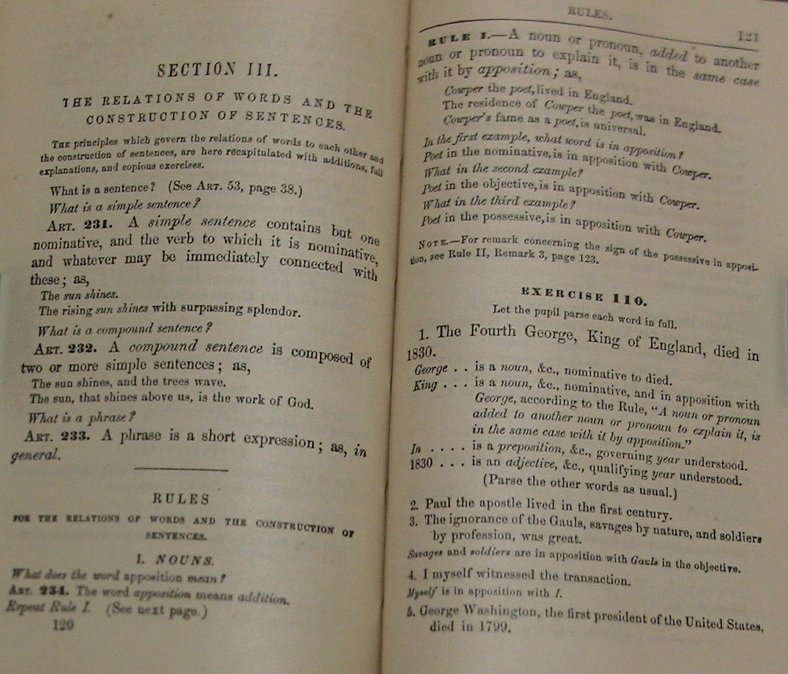 SECTION III.
THE RELATIONS OF WORDS AND THE
CONSTRUCTION OF SENTENCES.
THE principles which govern the relations of words to each other and
the construction of sentences, are here recapitulated with additions, full
explanations, and copious exercises.
What is a sentence? (See ART. 53, page 38.)
What is a simple sentence?
ART. 231. A simple sentence contains but one
nominative, and the verb to which it is nominative,
and whatever may be immediately connected with
these; as,
The sun shines.
The rising sun shines with surpassing splendor.
What is a compound sentence?
ART. 232. A compound sentence is composed of
two or more simple sentences; as,
The sun shines, and the trees wave.
The sun, that shines above us, is the work of God.
What is a phrase?
ART. 233. A phrase is a short expression; as, in
general.
RULES
FOR THE RELATIONS OF WORDS AND THE CONSTRUCTION OF
SENTENCES.
I. NOUNS.
What does the word apposition mean?
ART. 234. The word apposition means addition.
Repeat Rule I. (See next page.)
120
RULES. 121
RULE I.—A noun or pronoun, added to another
noun or pronoun to explain it, is in the same case
with it by apposition; as,
Cowper the poet, lived in England.
The residence of Cowper the poet, was in England.
Cowper's fame as a poet, is universal.
In the first example, what word is in apposition?
Poet in the nominative, is in apposition with Cowper.
What in the second example?
Poet in the objective, is in apposition with Cowper.
What in the third example?
Poet in the possessive, is in apposition with Cowper.
NOTE.—For remark concerning the sign of the possessive in apposi-
tion, see Rule II, Remark 3, page 123.
EXERCISE 110.
Let the pupil parse each word in full.
1. The Fourth George, King of England, died in
1830.
George . . is a noun, &c., nominative to died.
King . . . is a noun, &c., nominative, and in apposition with
George, according to the Rule, "A noun or pronoun
added to another noun or pronoun to explain it, is
in the same case with it by apposition."
In . . . . is a preposition, &c., governing year understood.
1830 . . . is an adjective, &c., qualifying year understood.
(Parse the other words as usual.)
2. Paul the apostle lived in the first century.
3. The ignorance of the Gauls, savages by nature, and soldiers
by profession, was great.
Savages and soldiers are in apposition with Gauls in the objective.
4. I myself witnessed the transaction.
Myself is in apposition with I.
5. George Washington, the first president of the United States,
died in 1799.